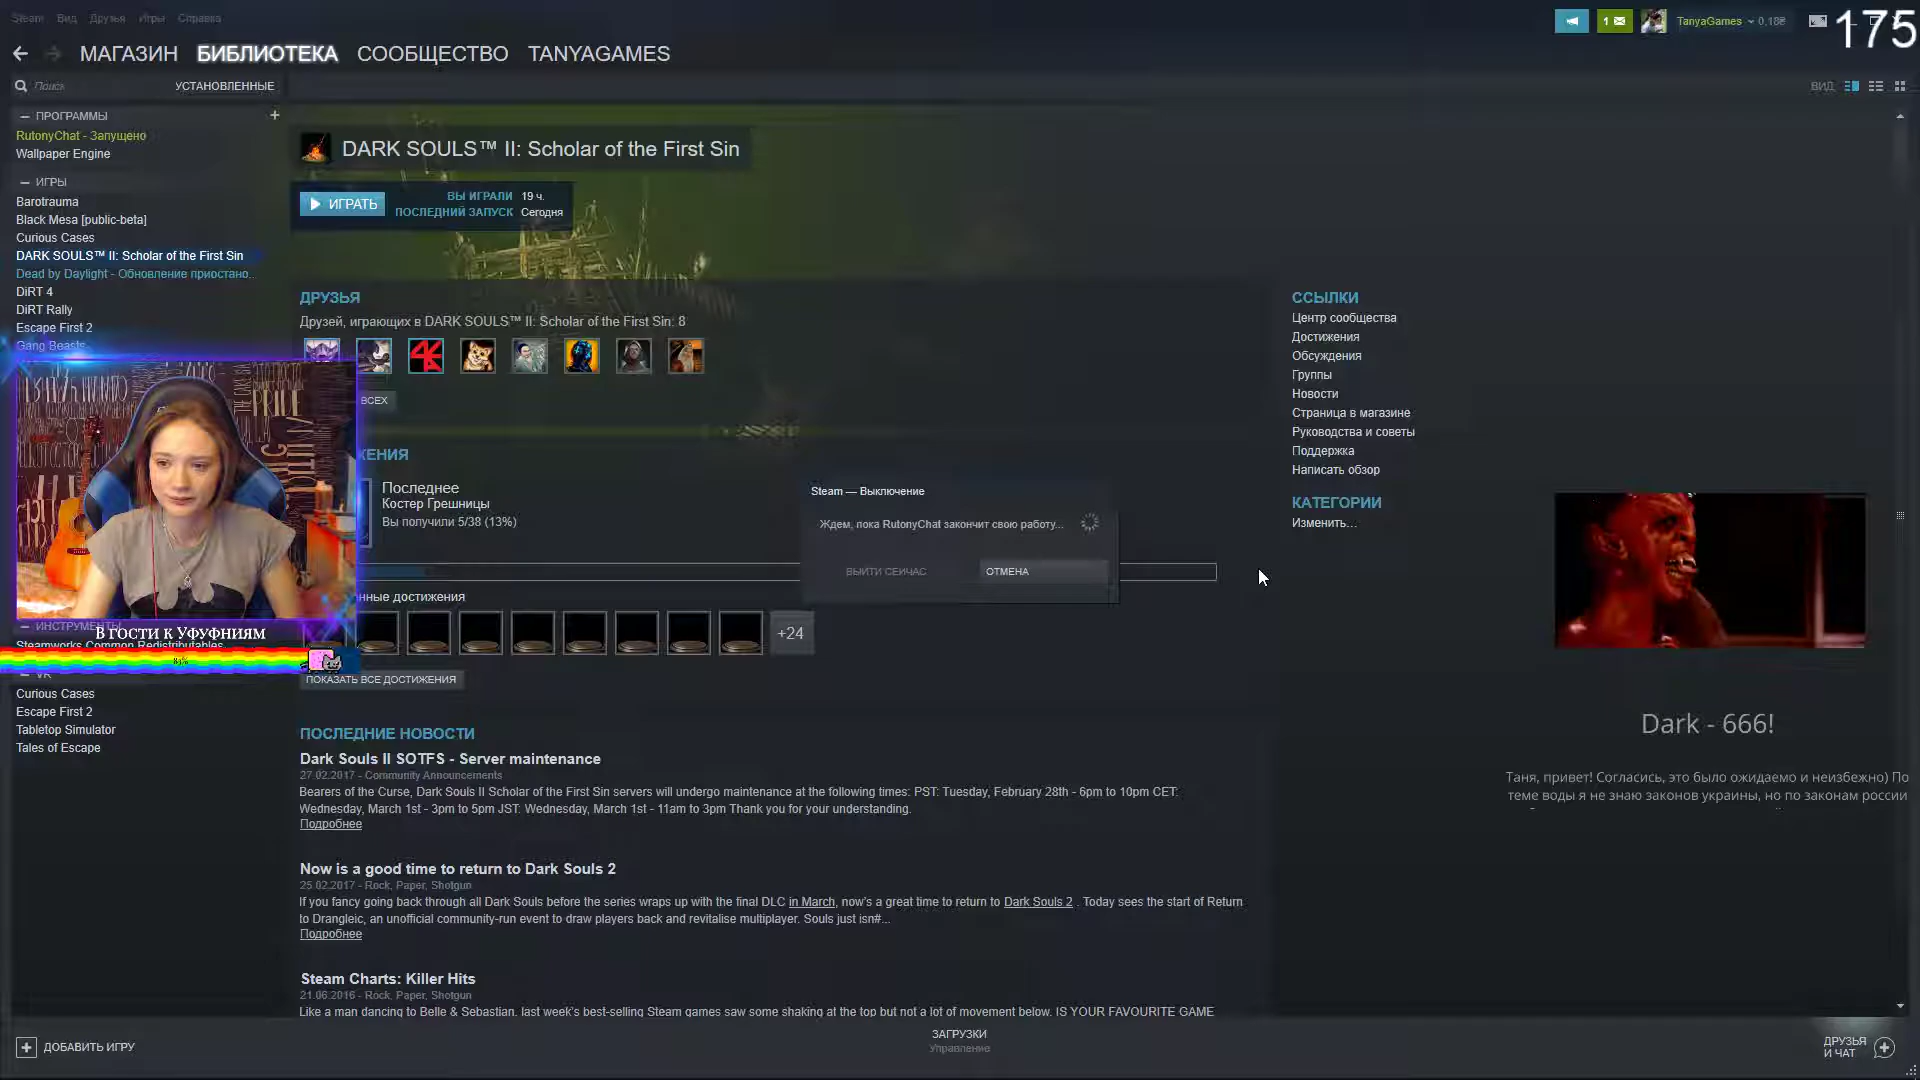 Steam Вид Друзья Игры Справка
1
TanyaGames 0,18₴
175
МАГАЗИН БИБЛИОТЕКА СООБЩЕСТВО TANYAGAMES
Поиск УСТАНОВЛЕННЫЕ
ВИД
— ПРОГРАММЫ +
RutonyChat - Запущено
Wallpaper Engine
— ИГРЫ
Barotrauma
Black Mesa [public-beta]
Curious Cases
DARK SOULS™ II: Scholar of the First Sin
Dead by Daylight - Обновление приостано...
DiRT 4
DiRT Rally
Escape First 2
Gang Beasts
PRIDE
В гости к Уфуфниям
— ИНСТРУМЕНТЫ
Steamworks Common Redistributables
— VR
Curious Cases
Escape First 2
Tabletop Simulator
Tales of Escape
DARK SOULS™ II: Scholar of the First Sin
ИГРАТЬ
ВЫ ИГРАЛИ 19 ч.
ПОСЛЕДНИЙ ЗАПУСК Сегодня
ДРУЗЬЯ
Друзей, играющих в DARK SOULS™ II: Scholar of the First Sin: 8
ВСЕХ
ЖЕНИЯ
Последнее
Костер Грешницы
Вы получили 5/38 (13%)
нные достижения
+24
ПОКАЗАТЬ ВСЕ ДОСТИЖЕНИЯ
Steam — Выключение
Ждем, пока RutonyChat закончит свою работу...
ВЫЙТИ СЕЙЧАС ОТМЕНА
ПОСЛЕДНИЕ НОВОСТИ
Dark Souls II SOTFS - Server maintenance
27.02.2017 - Community Announcements
Bearers of the Curse, Dark Souls II Scholar of the First Sin servers will undergo maintenance at the following times: PST: Tuesday, February 28th - 6pm to 10pm CET:
Wednesday, March 1st - 3pm to 5pm JST: Wednesday, March 1st - 11am to 3pm Thank you for your understanding.
Подробнее
Now is a good time to return to Dark Souls 2
25.02.2017 - Rock, Paper, Shotgun
If you fancy going back through all Dark Souls before the series wraps up with the final DLC in March, now's a great time to return to Dark Souls 2 . Today sees the start of Return
to Drangleic, an unofficial community-run event to draw players back and revitalise multiplayer. Souls just isn#...
Подробнее
Steam Charts: Killer Hits
21.06.2016 - Rock, Paper, Shotgun
Like a man dancing to Belle & Sebastian, last week's best-selling Steam games saw some shaking at the top but not a lot of movement below. IS YOUR FAVOURITE GAME
ССЫЛКИ
Центр сообщества
Достижения
Обсуждения
Группы
Новости
Страница в магазине
Руководства и советы
Поддержка
Написать обзор
КАТЕГОРИИ
Изменить...
Dark - 666!
Таня, привет! Согласись, это было ожидаемо и неизбежно) По
теме воды я не знаю законов украины, но по законам россии
ДОБАВИТЬ ИГРУ
ЗАГРУЗКИ
Управление
ДРУЗЬЯ
И ЧАТ